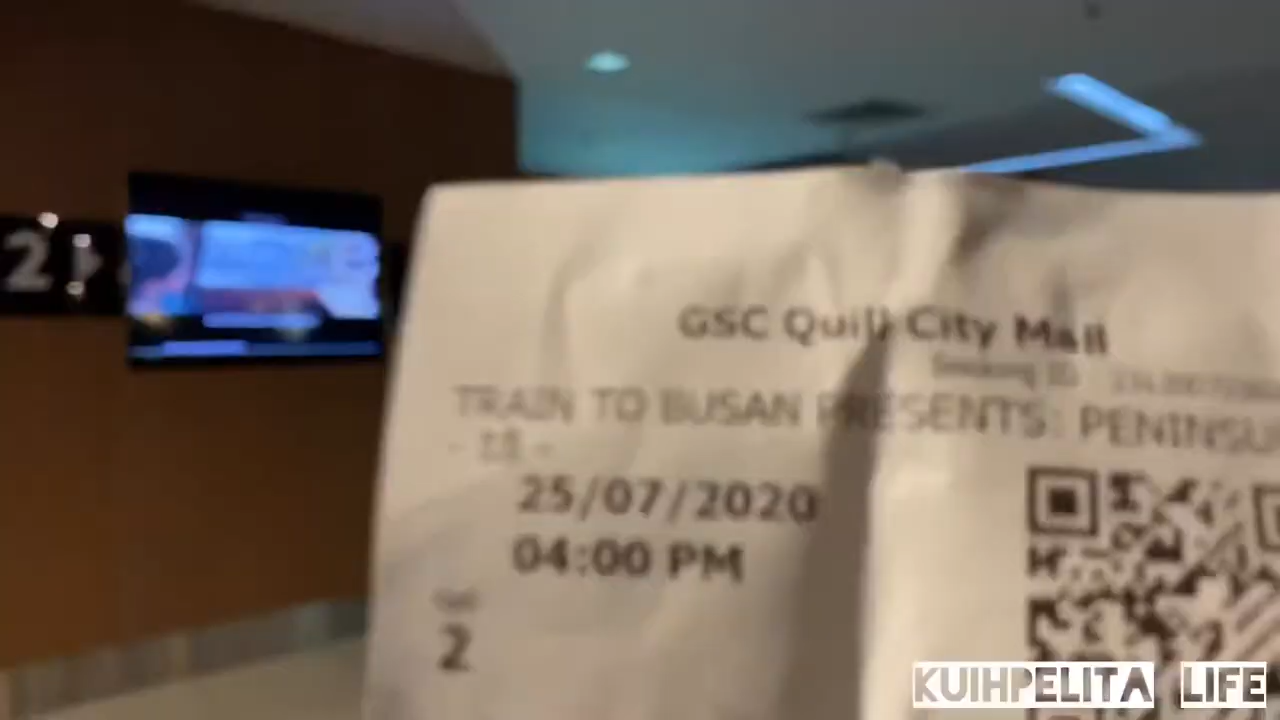 2
GSC Quill City Mall
TRAIN TO BUSAN PRESENTS: PENINSU
25/07/2020
04:00 PM
2
KUIHPELITA LIFE